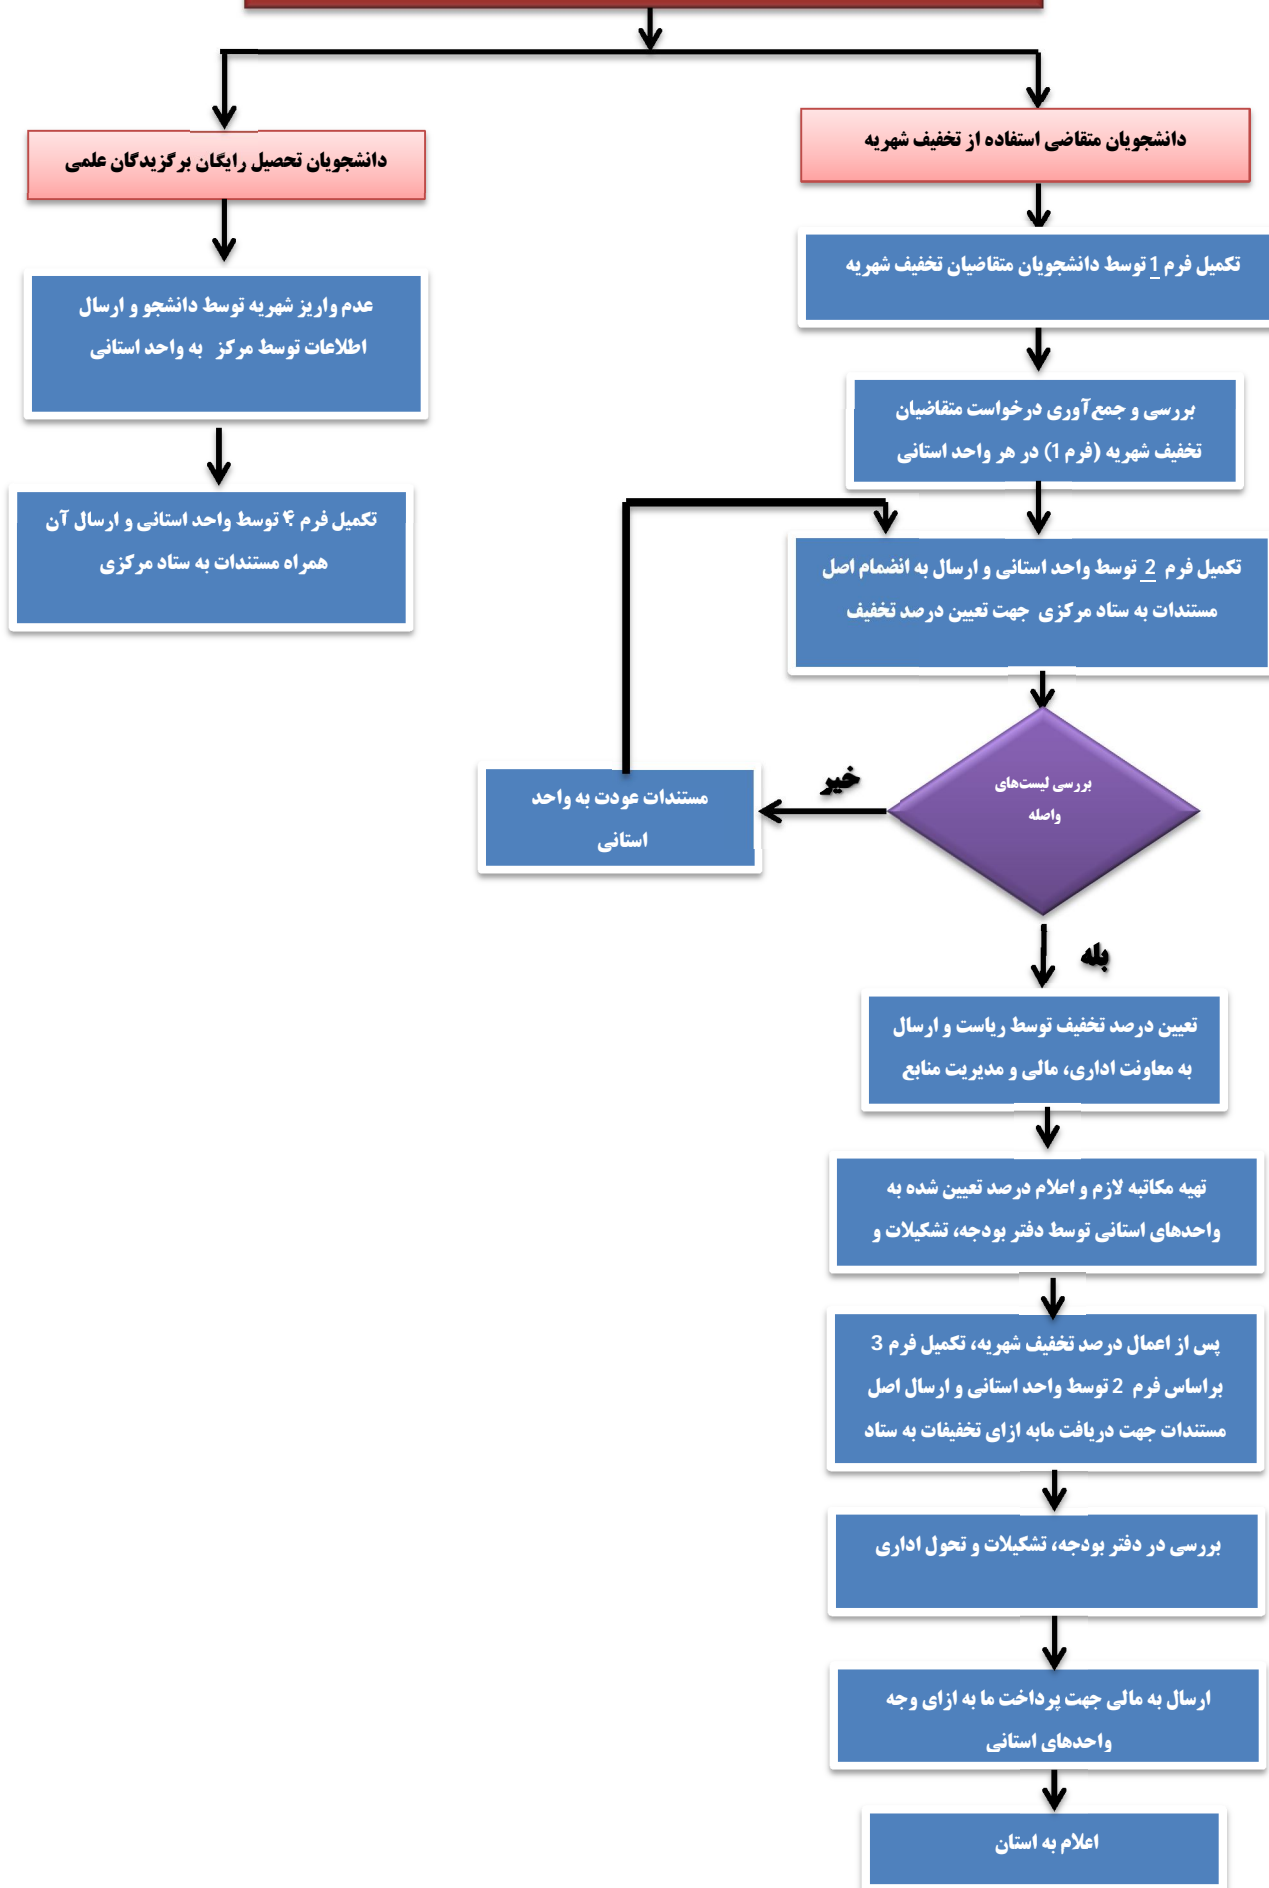 دانشجویان متقاضی استفاده از تخفیف شهریه
تکمیل فرم 1 توسط دانشجویان متقاضیان تخفیف شهریه
بررسی و جمع‌آوری درخواست متقاضیان
تخفیف شهریه (فرم 1) در هر واحد استانی
تکمیل فرم 2 توسط واحد استانی و ارسال به انضمام اصل
مستندات به ستاد مرکزی جهت تعیین درصد تخفیف
بررسی لیست‌های
واصله
خیر
مستندات عودت به واحد
استانی
بله
تعیین درصد تخفیف توسط ریاست و ارسال
به معاونت اداری، مالی و مدیریت منابع
تهیه مکاتبه لازم و اعلام درصد تعیین شده به
واحدهای استانی توسط دفتر بودجه، تشکیلات و
پس از اعمال درصد تخفیف شهریه، تکمیل فرم 3
براساس فرم 2 توسط واحد استانی و ارسال اصل
مستندات جهت دریافت مابه ازای تخفیفات به ستاد
بررسی در دفتر بودجه، تشکیلات و تحول اداری
ارسال به مالی جهت پرداخت ما به ازای وجه
واحدهای استانی
اعلام به استان
دانشجویان تحصیل رایگان برگزیدگان علمی
عدم واریز شهریه توسط دانشجو و ارسال
اطلاعات توسط مرکز به واحد استانی
تکمیل فرم ۴ توسط واحد استانی و ارسال آن
همراه مستندات به ستاد مرکزی